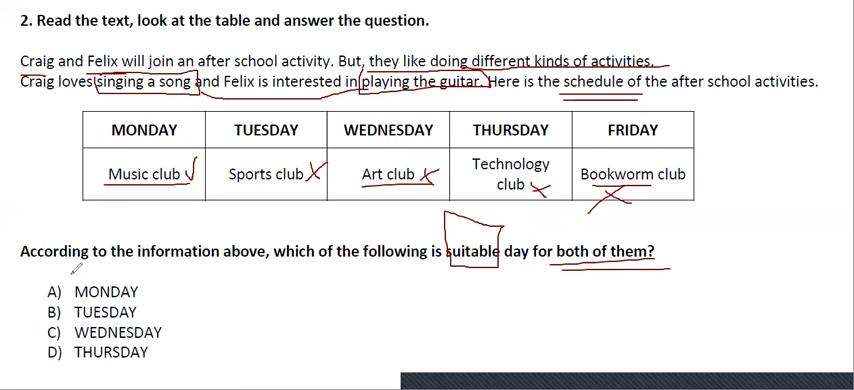 2. Read the text, look at the table and answer the question.
Craig and Felix will join an after school activity. But, they like doing different kinds of activities.
Craig loves singing a song and Felix is interested in playing the guitar. Here is the schedule of the after school activities.
MONDAY TUESDAY WEDNESDAY THURSDAY FRIDAY
Music club Sports club Art club Technology club Bookworm club
According to the information above, which of the following is suitable day for both of them?
A) MONDAY
B) TUESDAY
C) WEDNESDAY
D) THURSDAY